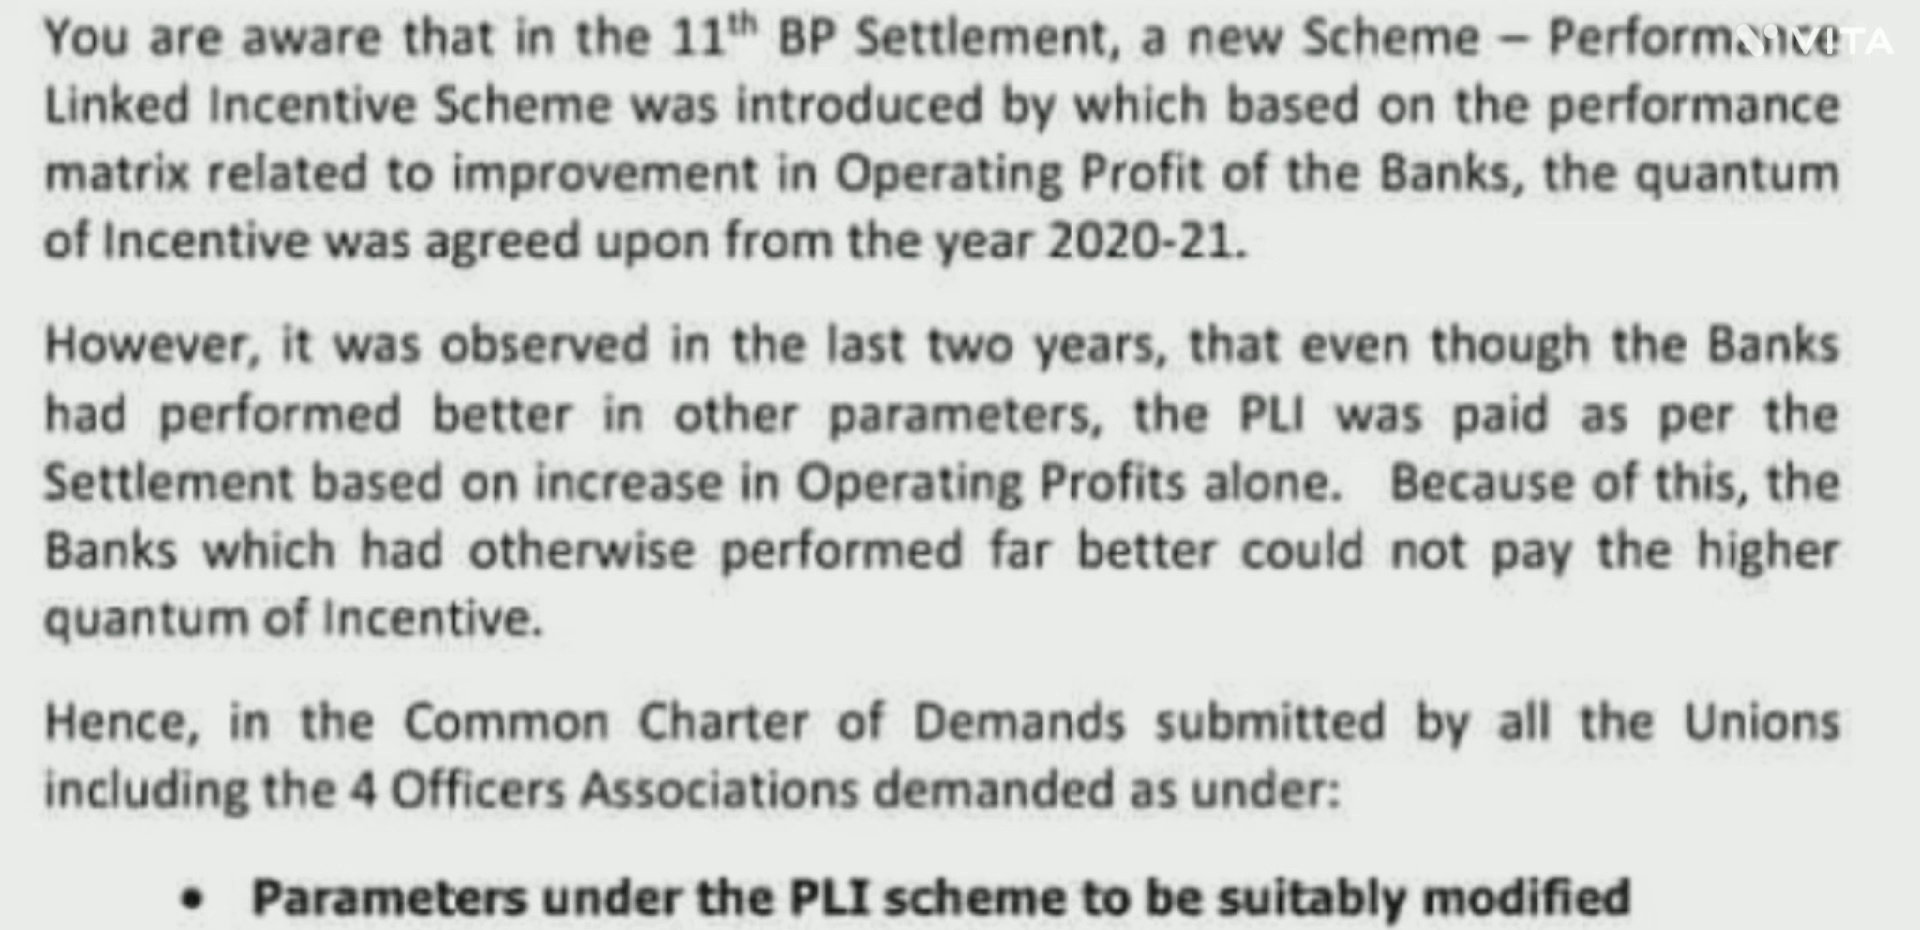 You are aware that in the 11th BP Settlement, a new Scheme – Performance
Linked Incentive Scheme was introduced by which based on the performance
matrix related to improvement in Operating Profit of the Banks, the quantum
of Incentive was agreed upon from the year 2020-21.
However, it was observed in the last two years, that even though the Banks
had performed better in other parameters, the PLI was paid as per the
Settlement based on increase in Operating Profits alone. Because of this, the
Banks which had otherwise performed far better could not pay the higher
quantum of Incentive.
Hence, in the Common Charter of Demands submitted by all the Unions
including the 4 Officers Associations demanded as under:
• Parameters under the PLI scheme to be suitably modified
VITA